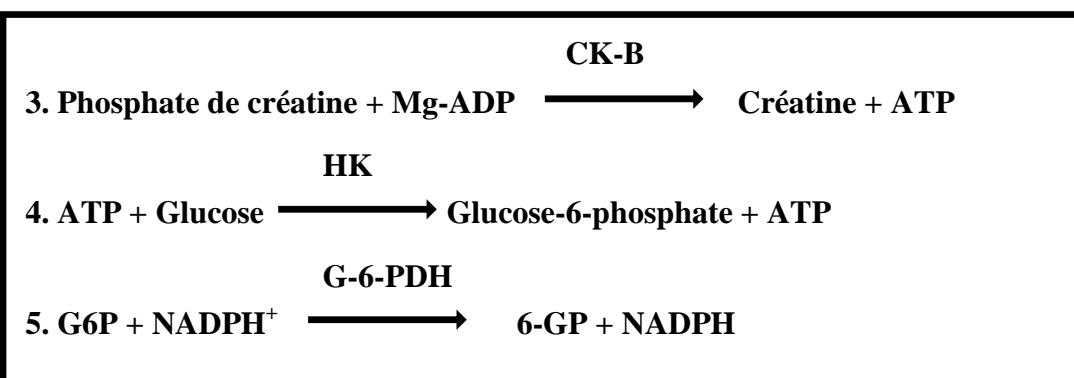 CK-B
3. Phosphate de créatine + Mg-ADP → Créatine + ATP
HK
4. ATP + Glucose → Glucose-6-phosphate + ATP
G-6-PDH
5. G6P + NADPH⁺ → 6-GP + NADPH